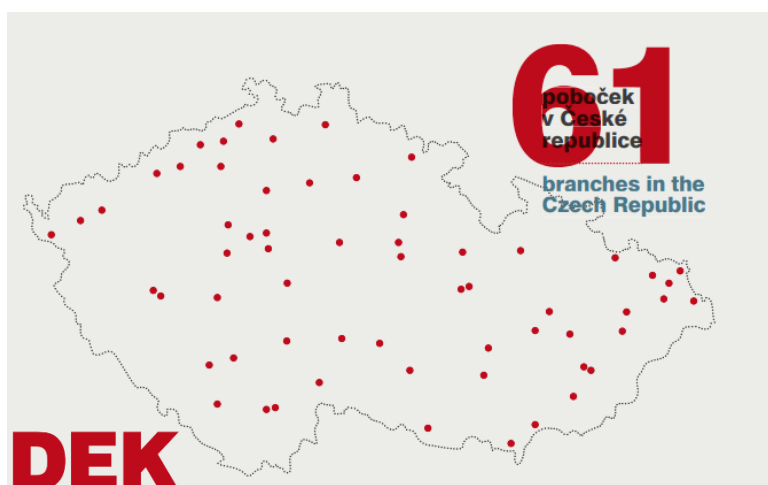 61
poboček
v České
republice
branches in the
Czech Republic
DEK